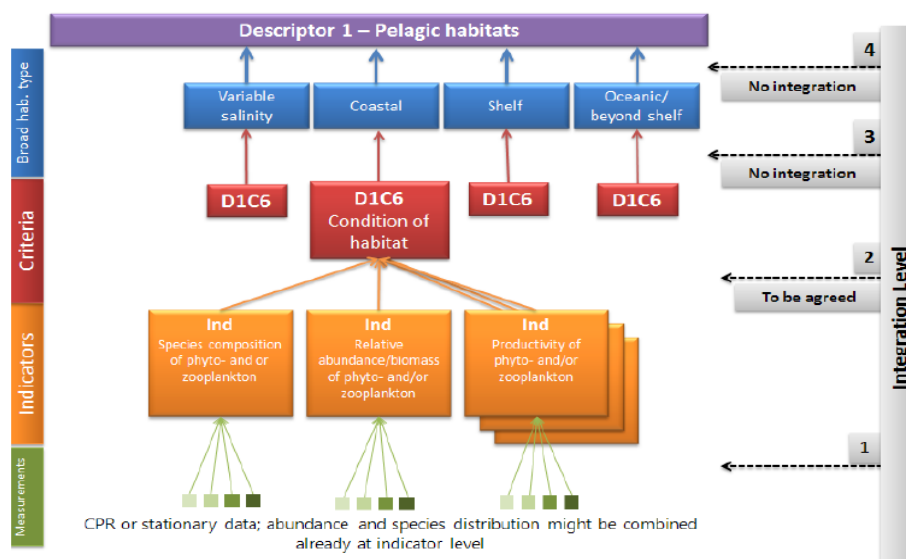 Descriptor 1 – Pelagic habitats
4
No integration
Broad hab. type
Variable
salinity
Coastal
Shelf
Oceanic/
beyond shelf
3
No integration
Criteria
D1C6
D1C6
Condition of
habitat
D1C6
D1C6
2
To be agreed
Integration Level
Indicators
Ind
Species composition
of phyto- and or
zooplankton
Ind
Relative
abundance/biomass
of phyto- and/or
zooplankton
Ind
Productivity of
phyto- and/or
zooplankton
1
Measurements
CPR or stationary data; abundance and species distribution might be combined
already at indicator level